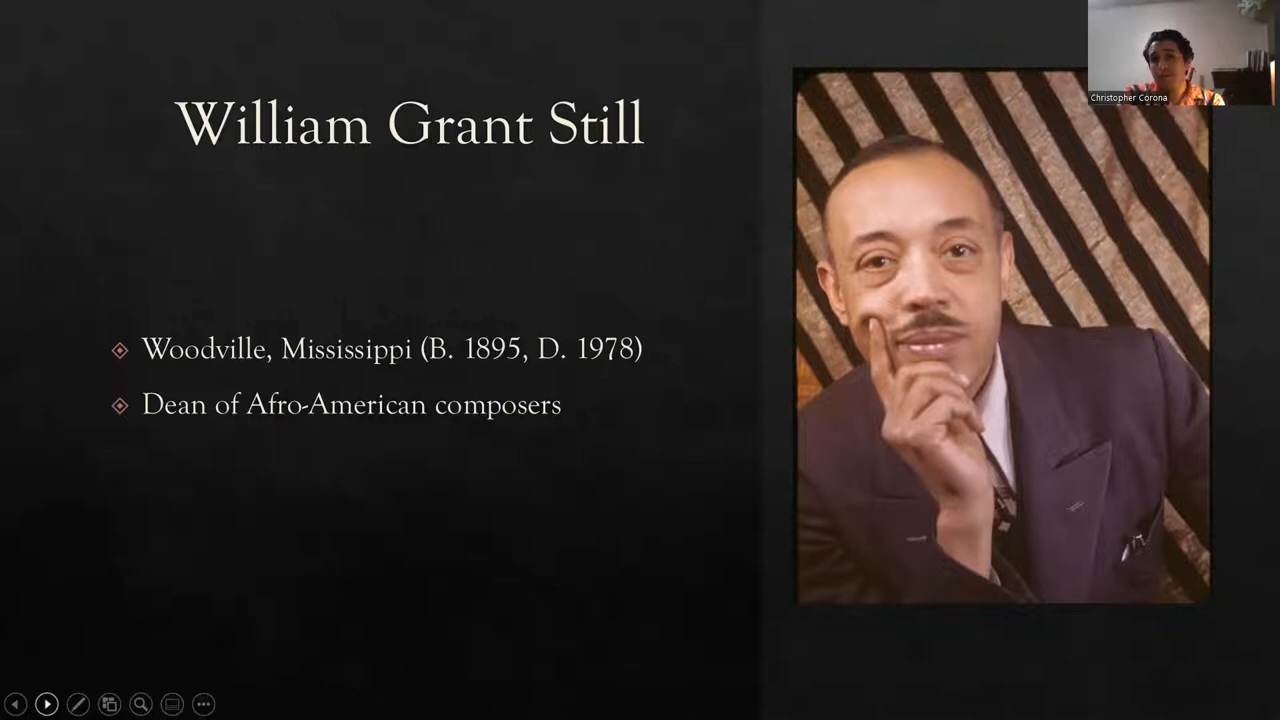 Christopher Corona
William Grant Still
Woodville, Mississippi (B. 1895, D. 1978)
Dean of Afro-American composers